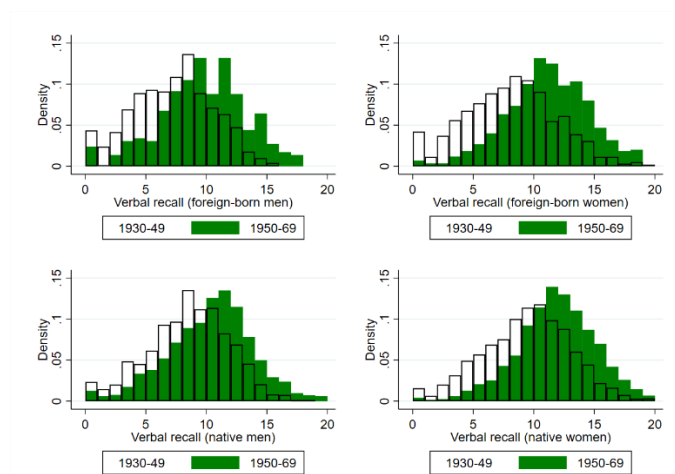 .15
.1
.05
0
Density
0 5 10 15 20
Verbal recall (foreign-born men)
1930-49 1950-69
.15
.1
.05
0
Density
0 5 10 15 20
Verbal recall (foreign-born women)
1930-49 1950-69
.15
.1
.05
0
Density
0 5 10 15 20
Verbal recall (native men)
1930-49 1950-69
.15
.1
.05
0
Density
0 5 10 15 20
Verbal recall (native women)
1930-49 1950-69